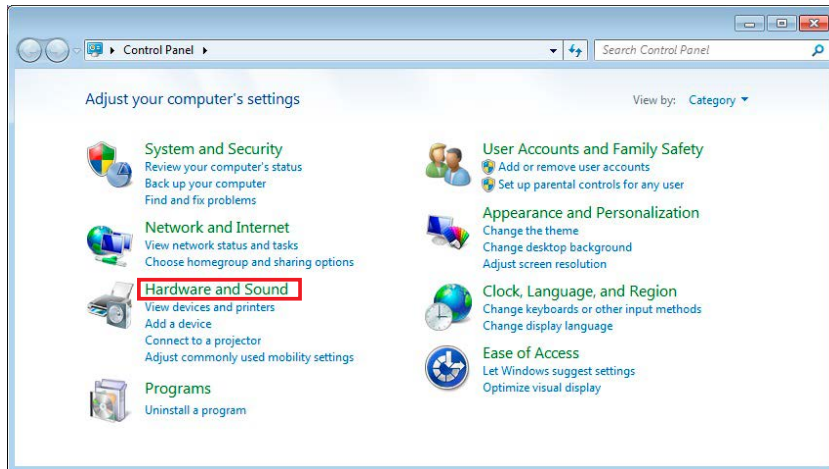 Control Panel
Search Control Panel
Adjust your computer's settings
View by: Category
System and Security
Review your computer's status
Back up your computer
Find and fix problems
Network and Internet
View network status and tasks
Choose homegroup and sharing options
Hardware and Sound
View devices and printers
Add a device
Connect to a projector
Adjust commonly used mobility settings
Programs
Uninstall a program
User Accounts and Family Safety
Add or remove user accounts
Set up parental controls for any user
Appearance and Personalization
Change the theme
Change desktop background
Adjust screen resolution
Clock, Language, and Region
Change keyboards or other input methods
Change display language
Ease of Access
Let Windows suggest settings
Optimize visual display